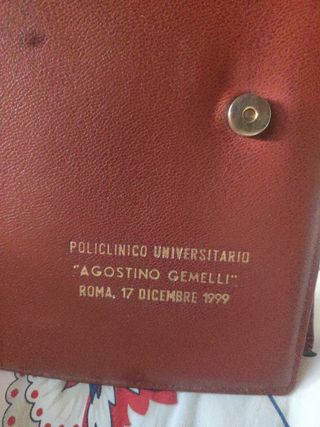 POLICLINICO UNIVERSITARIO
"AGOSTINO GEMELLI"
ROMA, 17 DICEMBRE 1999